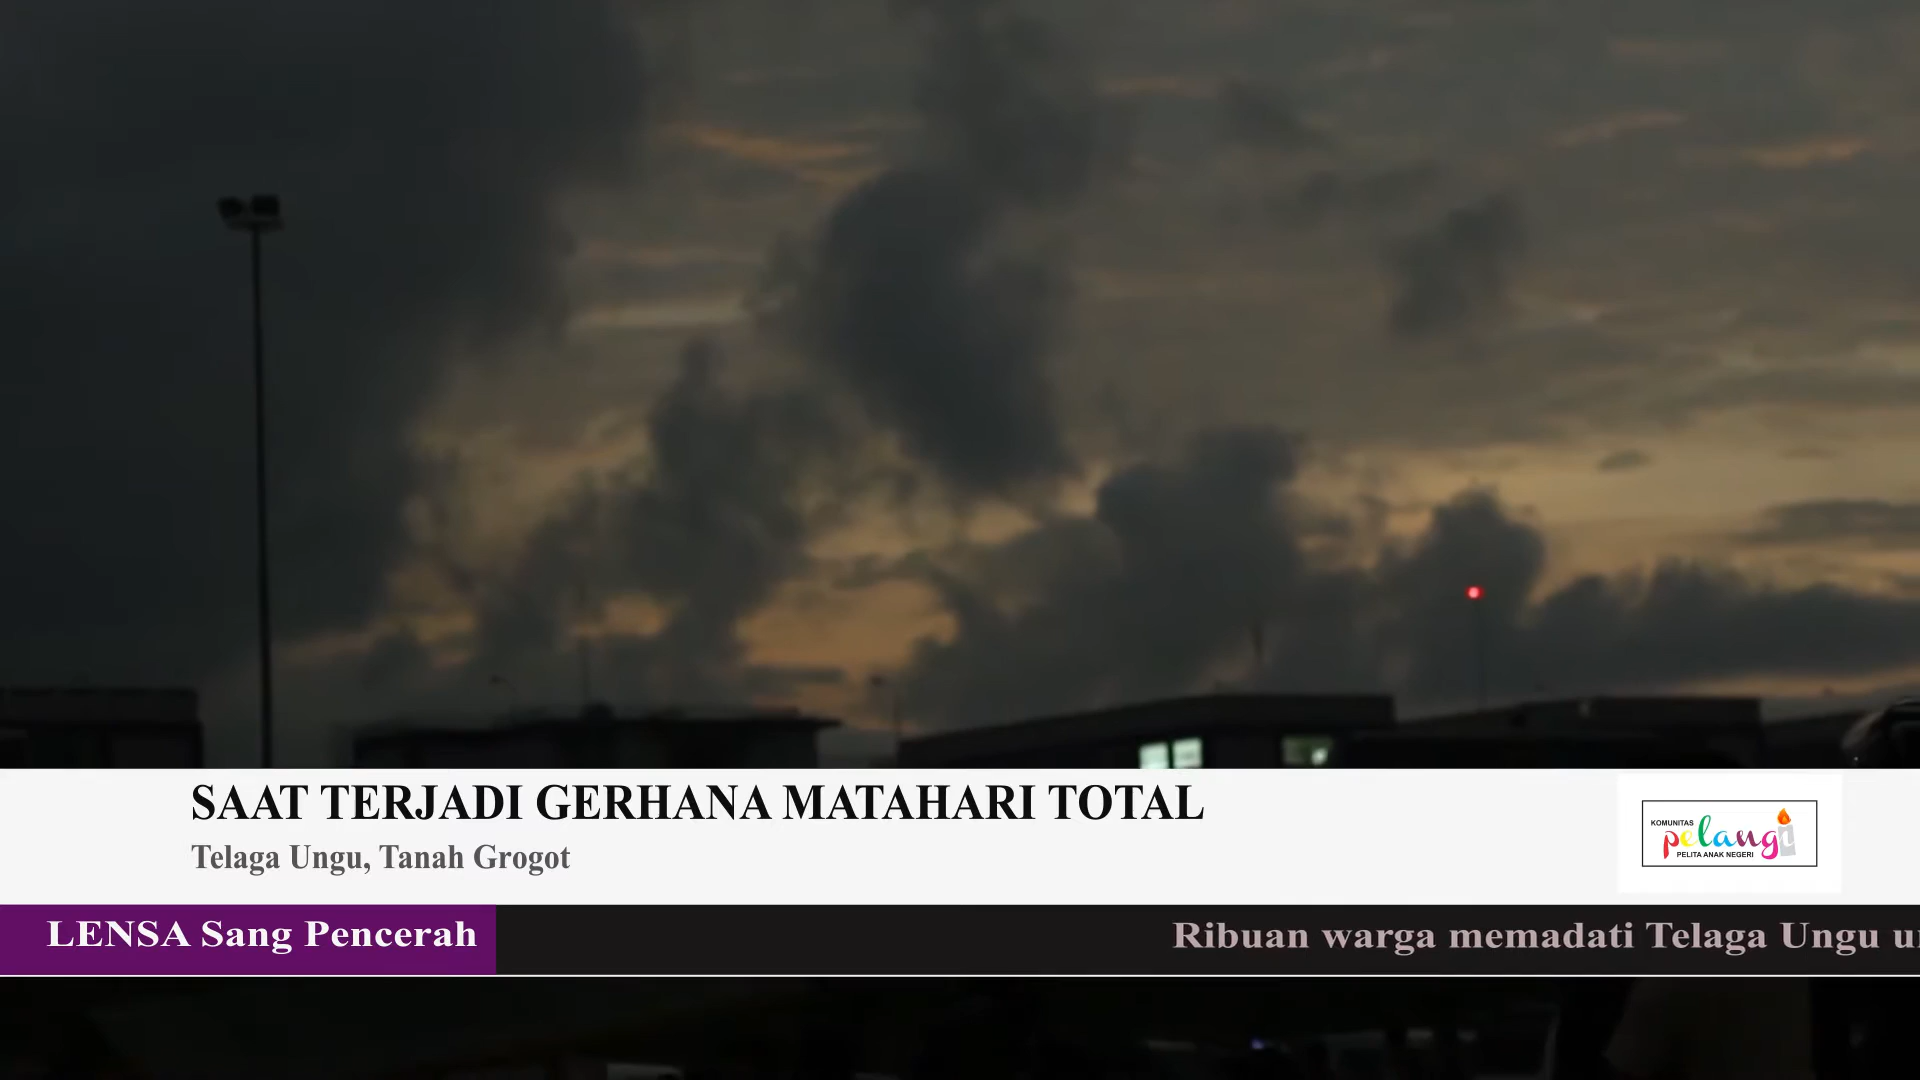 SAAT TERJADI GERHANA MATAHARI TOTAL
Telaga Ungu, Tanah Grogot
KOMUNITAS
pelangi
PELITA ANAK NEGERI
LENSA Sang Pencerah
Ribuan warga memadati Telaga Ungu